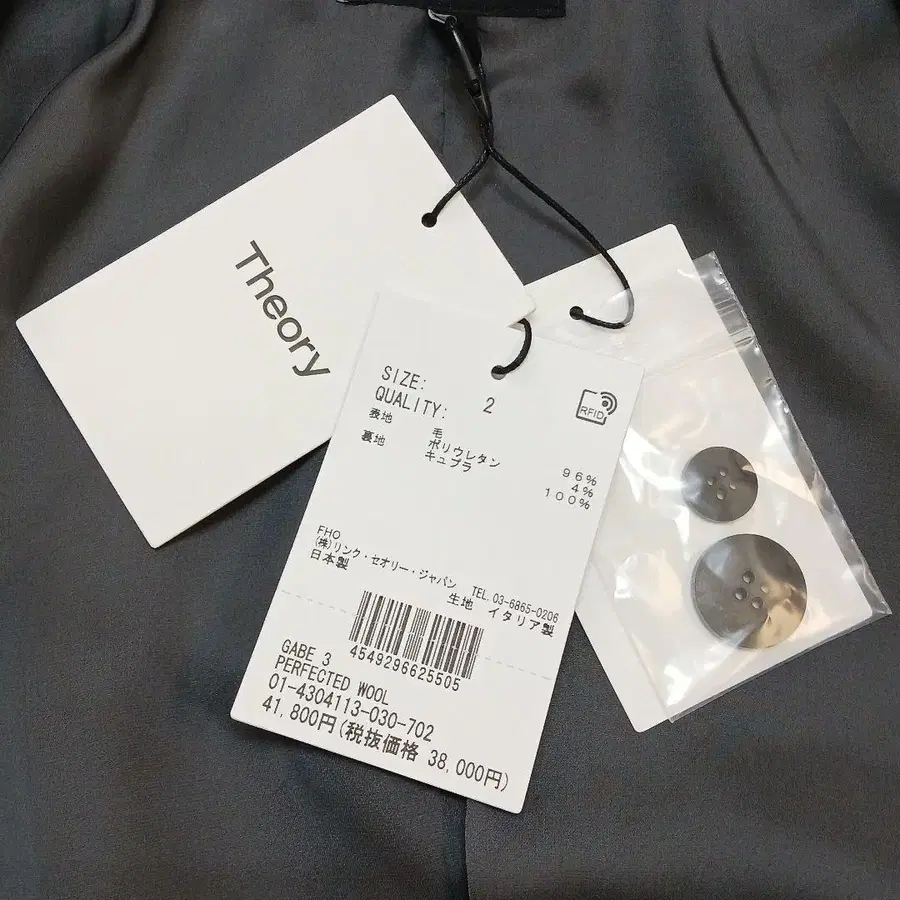 Theory
SIZE: 2
QUALITY:
表地 毛 96%
ポリウレタン 4%
裏地 キュプラ 100%
RFID
FHO
(株)リンク・セオリー・ジャパン TEL.03-6865-0206
日本製 生地 イタリア製
4549296625505
GABE 3
PERFECTED WOOL
01-4304113-030-702
41,800円(税抜価格 38,000円)